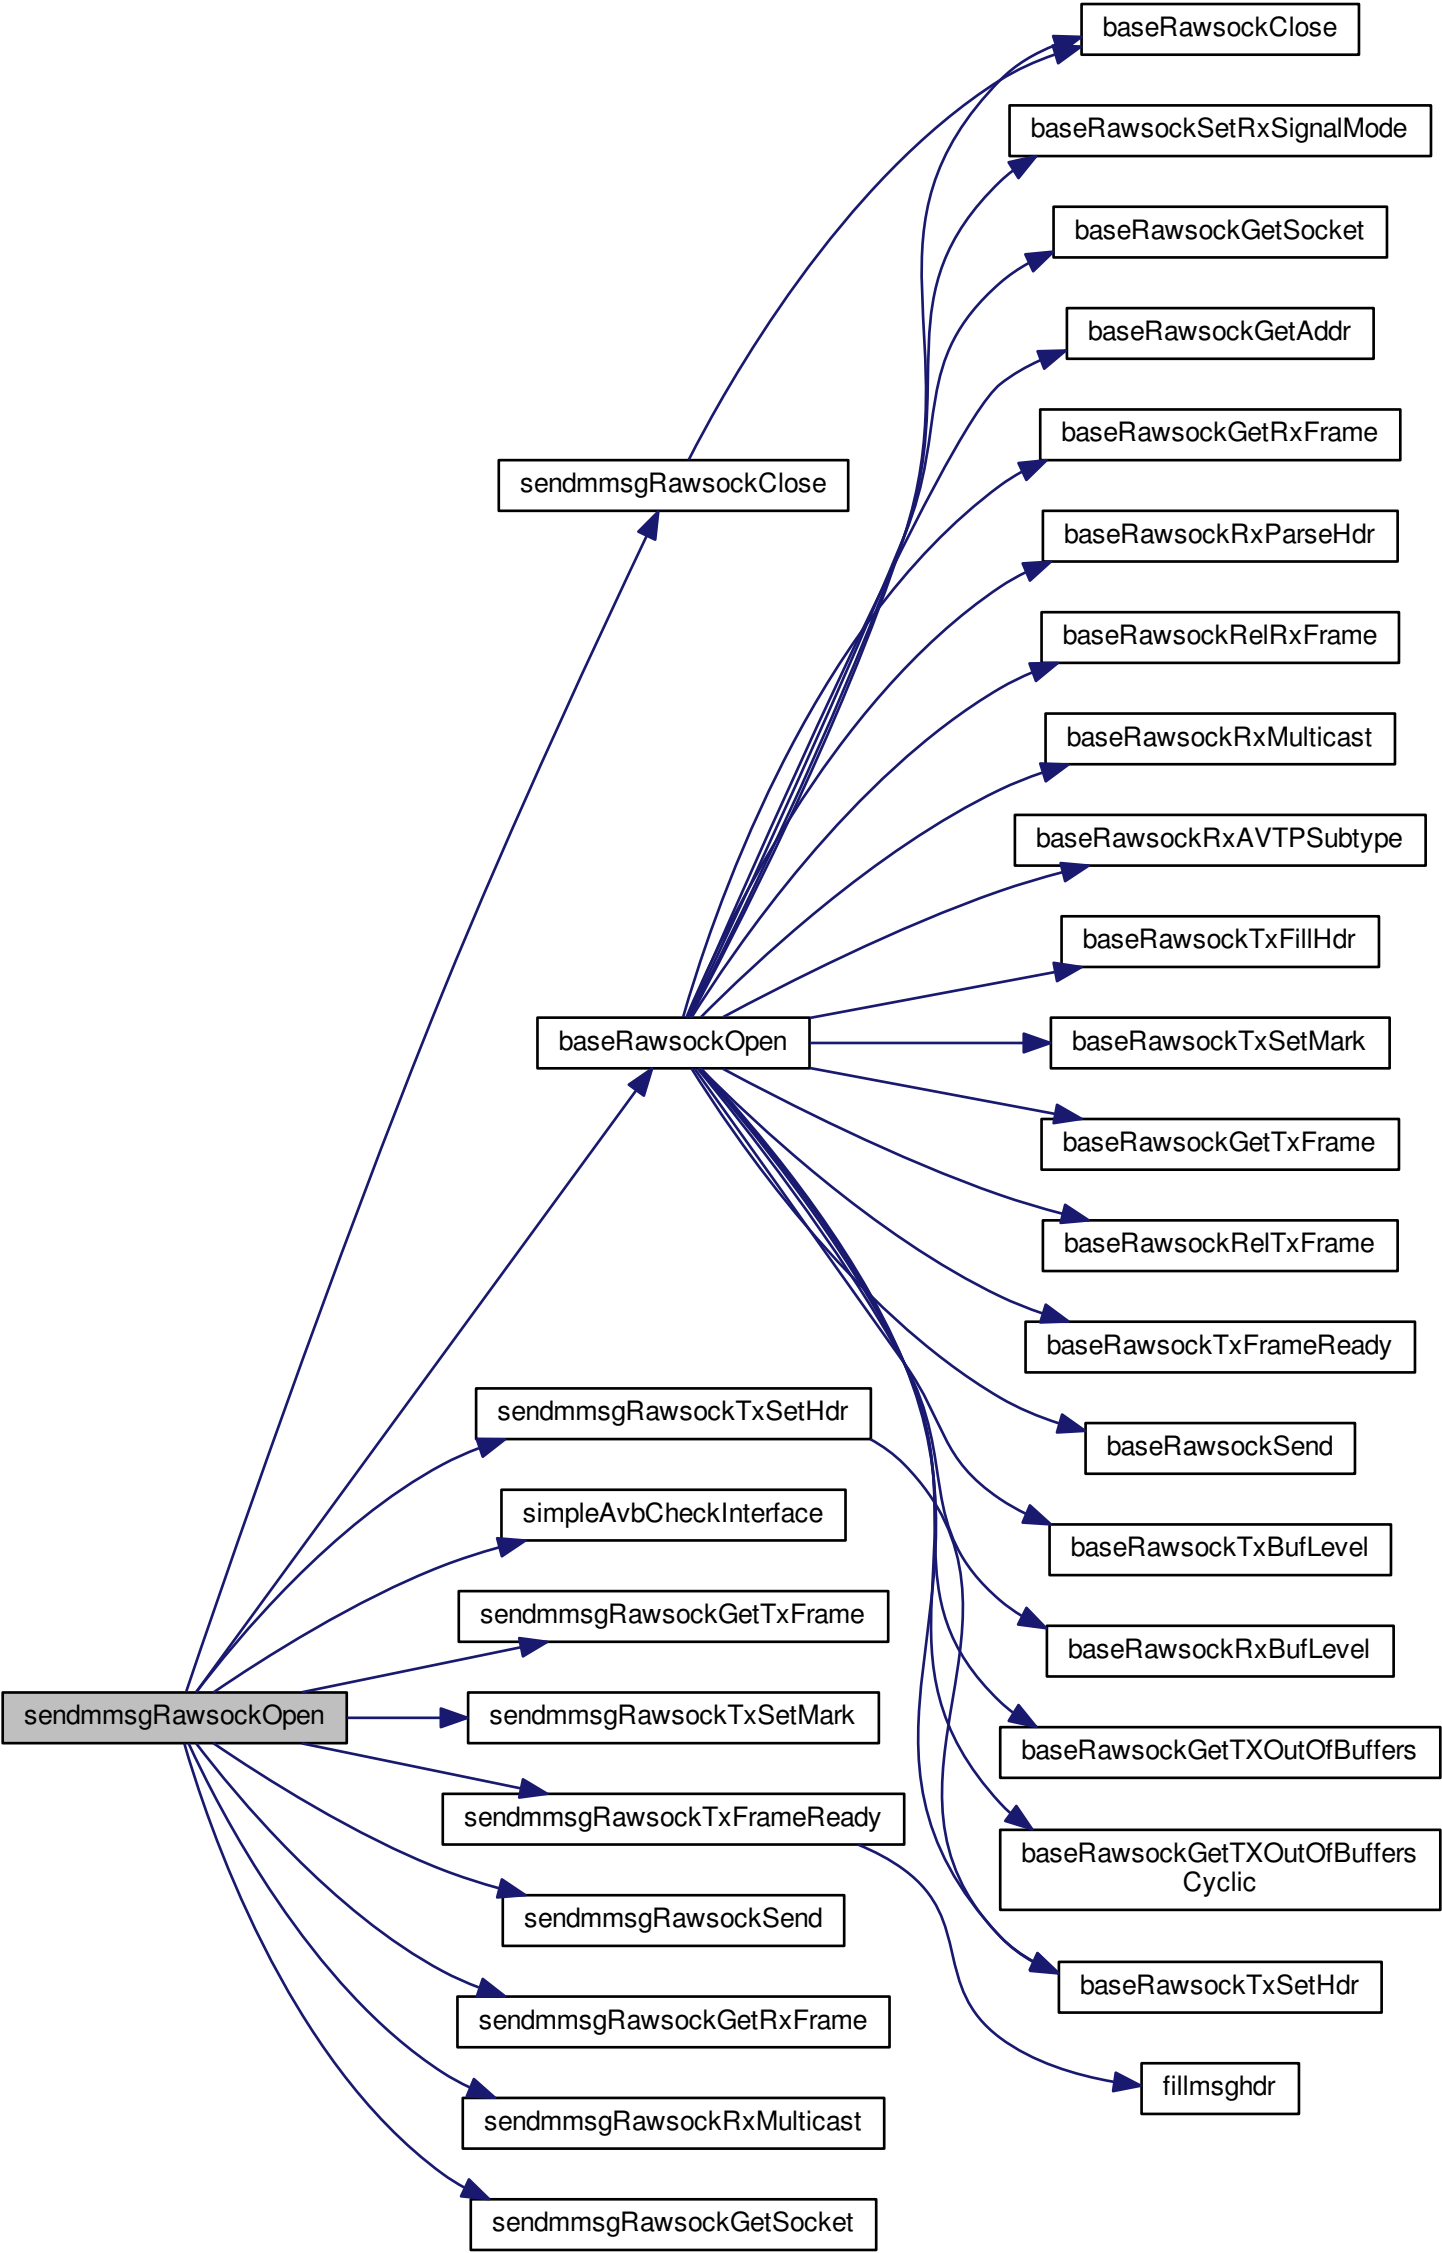 baseRawsockClose
baseRawsockSetRxSignalMode
baseRawsockGetSocket
baseRawsockGetAddr
baseRawsockGetRxFrame
sendmmsgRawsockClose
baseRawsockRxParseHdr
baseRawsockRelRxFrame
baseRawsockRxMulticast
baseRawsockRxAVTPSubtype
baseRawsockTxFillHdr
baseRawsockOpen
baseRawsockTxSetMark
baseRawsockGetTxFrame
baseRawsockRelTxFrame
baseRawsockTxFrameReady
sendmmsgRawsockTxSetHdr
baseRawsockSend
simpleAvbCheckInterface
baseRawsockTxBufLevel
sendmmsgRawsockGetTxFrame
baseRawsockRxBufLevel
sendmmsgRawsockOpen
sendmmsgRawsockTxSetMark
baseRawsockGetTXOutOfBuffers
sendmmsgRawsockTxFrameReady
baseRawsockGetTXOutOfBuffers
Cyclic
sendmmsgRawsockSend
baseRawsockTxSetHdr
sendmmsgRawsockGetRxFrame
fillmsghdr
sendmmsgRawsockRxMulticast
sendmmsgRawsockGetSocket